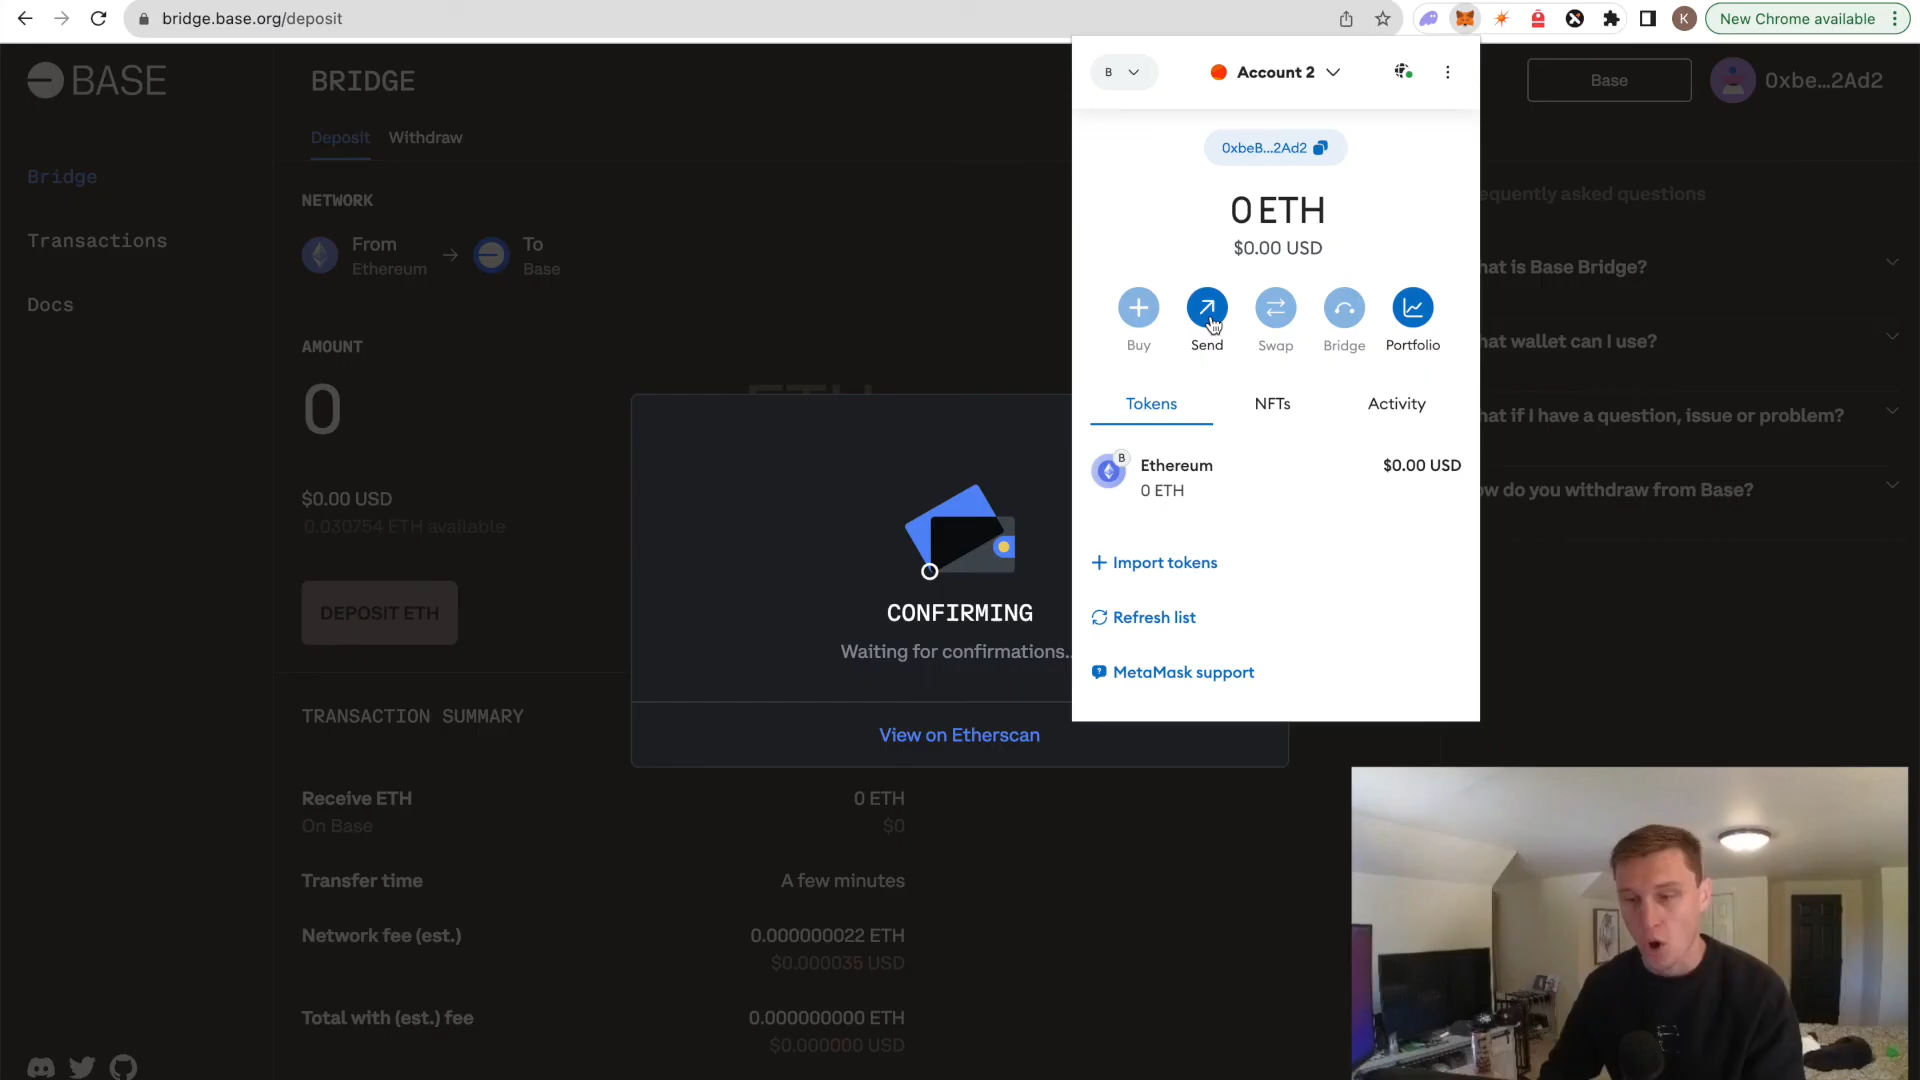 bridge.base.org/deposit
K
New Chrome available
BASE
BRIDGE
Deposit
Withdraw
Bridge
Transactions
Docs
NETWORK
From
Ethereum
To
Base
AMOUNT
0
ETH
$0.00 USD
0.030754 ETH available
DEPOSIT ETH
TRANSACTION SUMMARY
Receive ETH
0 ETH
On Base
$0
Transfer time
A few minutes
Network fee (est.)
0.000000022 ETH
$0.000035 USD
Total with (est.) fee
0.000000000 ETH
$0.000000 USD
CONFIRMING
Waiting for confirmations..
View on Etherscan
B
Account 2
0xbeB...2Ad2
0 ETH
$0.00 USD
Buy
Send
Swap
Bridge
Portfolio
Tokens
NFTs
Activity
B
Ethereum
$0.00 USD
0 ETH
Import tokens
Refresh list
MetaMask support
Base
0xbe...2Ad2
equently asked questions
hat is Base Bridge?
hat wallet can I use?
hat if I have a question, issue or problem?
ow do you withdraw from Base?